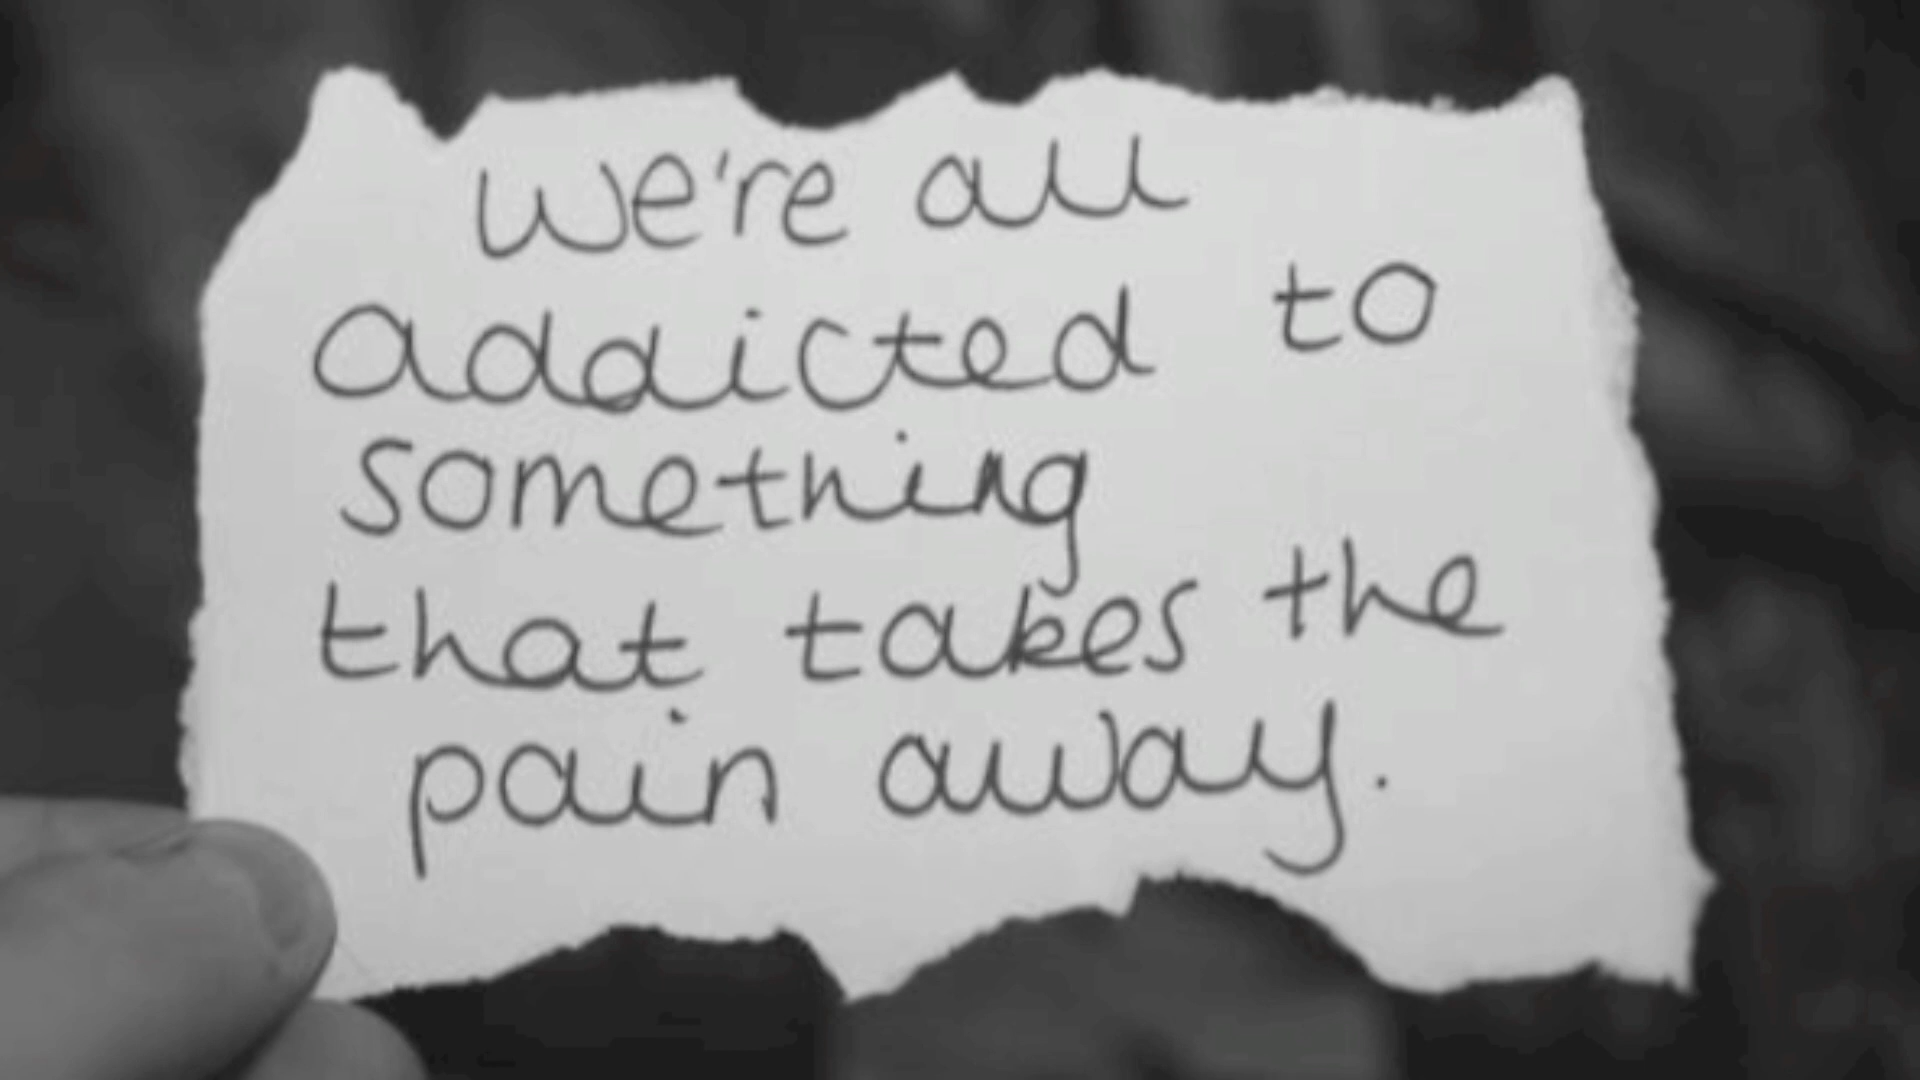 we're all
addicted to
something
that takes the
pain away.